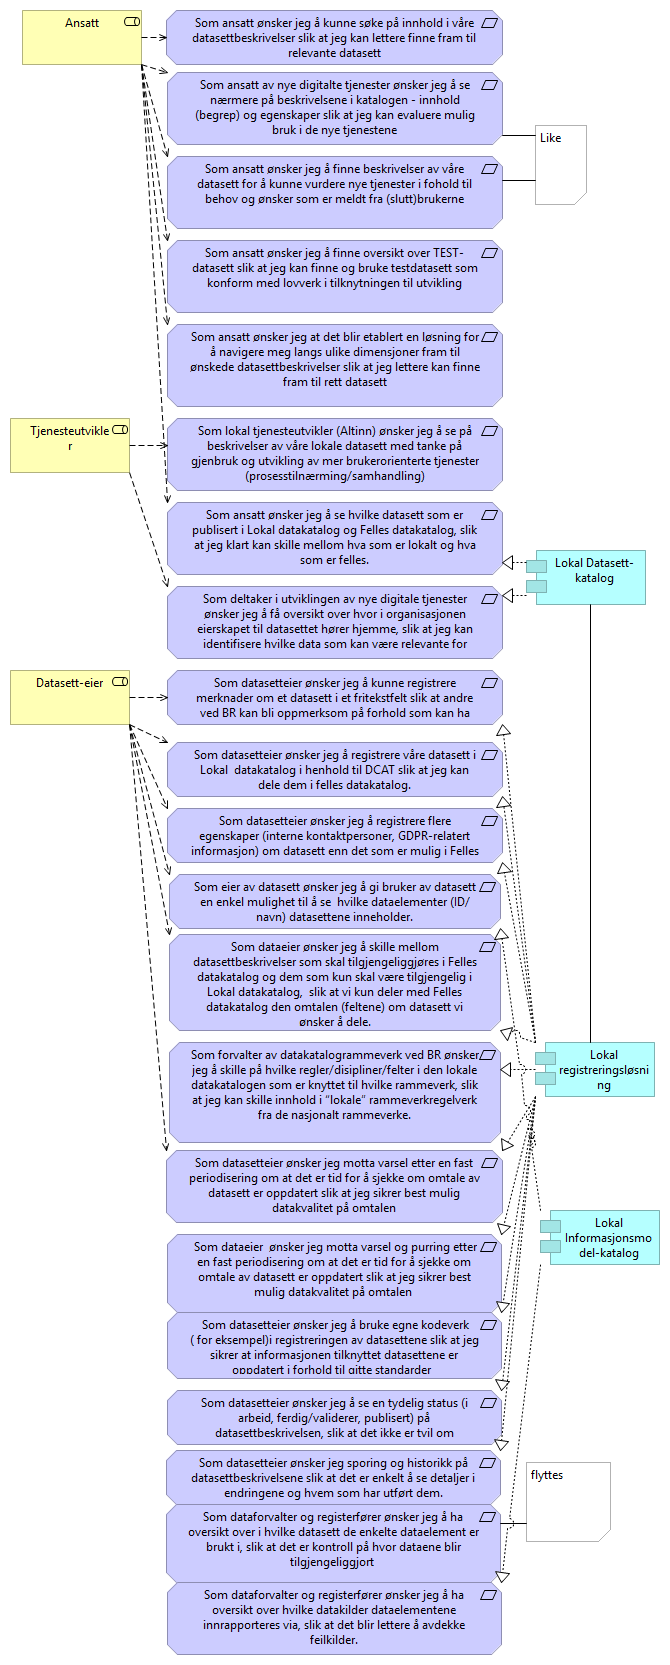 Ansatt
Som ansatt ønsker jeg å kunne søke på innhold i våre
datasettbeskrivelser slik at jeg kan lettere finne fram til
relevante datasett
Som ansatt av nye digitalte tjenester ønsker jeg å se
nærmere på beskrivelsene i katalogen - innhold
(begrep) og egenskaper slik at jeg kan evaluere mulig
bruk i de nye tjenestene
Like
Som ansatt ønsker jeg å finne beskrivelser av våre
datasett for å kunne vurdere nye tjenester i fohold til
behov og ønsker som er meldt fra (slutt)brukerne
Som ansatt ønsker jeg å finne oversikt over TEST-
datasett slik at jeg kan finne og bruke testdatasett som
konform med lovverk i tilknytningen til utvikling
Som ansatt ønsker jeg at det blir etablert en løsning for
å navigere meg langs ulike dimensjoner fram til
ønskede datasettbeskrivelser slik at jeg lettere kan finne
fram til rett datasett
Tjenesteutvikle
r
Som lokal tjenesteutvikler (Altinn) ønsker jeg å se på
beskrivelser av våre lokale datasett med tanke på
gjenbruk og utvikling av mer brukerorienterte tjenester
(prosesstilnærming/samhandling)
Som ansatt ønsker jeg å se hvilke datasett som er
publisert i Lokal datakatalog og Felles datakatalog, slik
at jeg klart kan skille mellom hva som er lokalt og hva
som er felles.
Lokal Datasett-
katalog
Som deltaker i utviklingen av nye digitale tjenester
ønsker jeg å få oversikt over hvor i organisasjonen
eierskapet til datasettet hører hjemme, slik at jeg kan
identifisere hvilke data som kan være relevante for
Datasett-eier
Som datasetteier ønsker jeg å kunne registrere
merknader om et datasett i et fritekstfelt slik at andre
ved BR kan bli oppmerksom på forhold som kan ha
Som datasetteier ønsker jeg å registrere våre datasett i
Lokal  datakatalog i henhold til DCAT slik at jeg kan
dele dem i felles datakatalog.
Som datasetteier ønsker jeg å registrere flere
egenskaper (interne kontaktpersoner, GDPR-relatert
informasjon) om datasett enn det som er mulig i Felles
Som eier av datasett ønsker jeg å gi bruker av datasett
en enkel mulighet til å se  hvilke dataelementer (ID/
navn) datasettene inneholder.
Som dataeier ønsker jeg å skille mellom
datasettbeskrivelser som skal tilgjengeliggjøres i Felles
datakatalog og dem som kun skal være tilgjengelig i
Lokal datakatalog,  slik at vi kun deler med Felles
datakatalog den omtalen (feltene) om datasett vi
ønsker å dele.
Som forvalter av datakatalogrammeverk ved BR ønsker
jeg å skille på hvilke regler/disipliner/felter i den lokale
datakatalogen som er knyttet til hvilke rammeverk, slik
at jeg kan skille innhold i "lokale" rammeverkregelverk
fra de nasjonalt rammeverke.
Lokal
registreringsløsni
ng
Som datasetteier ønsker jeg motta varsel etter en fast
periodisering om at det er tid for å sjekke om omtale av
datasett er oppdatert slik at jeg sikrer best mulig
datakvalitet på omtalen
Lokal
Informasjonsmo
del-katalog
Som dataeier  ønsker jeg motta varsel og purring etter
en fast periodisering om at det er tid for å sjekke om
omtale av datasett er oppdatert slik at jeg sikrer best
mulig datakvalitet på omtalen
Som datasetteier ønsker jeg å bruke egne kodeverk
( for eksempel)i registreringen av datasettene slik at jeg
sikrer at informasjonen tilknyttet datasettene er
oppdatert i forhold til gitte standarder
Som datasetteier ønsker jeg å se en tydelig status (i
arbeid, ferdig/validerer, publisert) på
datasettbeskrivelsen, slik at det ikke er tvil om
Som datasetteier ønsker jeg sporing og historikk på
datasettbeskrivelsene slik at det er enkelt å se detaljer i
endringene og hvem som har utført dem.
flyttes
Som dataforvalter og registerfører ønsker jeg å ha
oversikt over i hvilke datasett de enkelte dataelement er
brukt i, slik at det er kontroll på hvor dataene blir
tilgjengeliggjort
Som dataforvalter og registerfører ønsker jeg å ha
oversikt over hvilke datakilder dataelementene
innrapporteres via, slik at det blir lettere å avdekke
feilkilder.